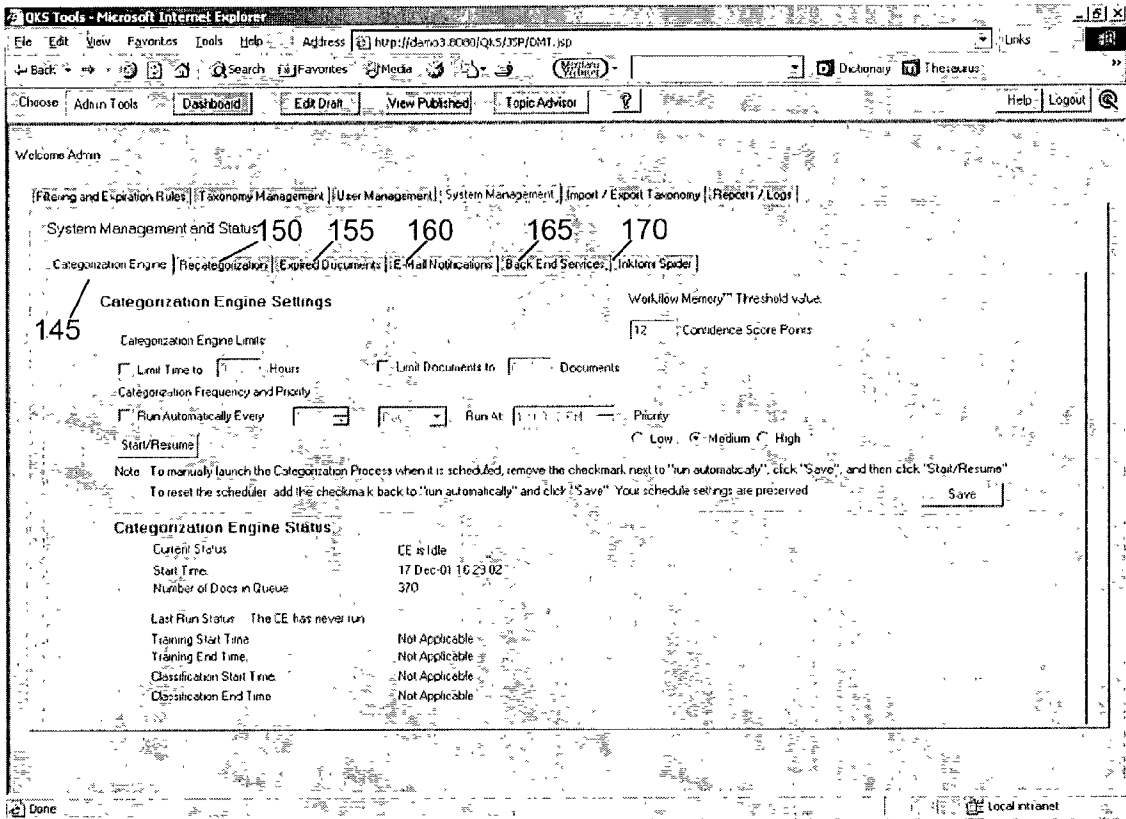 QKS Tools - Microsoft Internet Explorer
File Edit View Favorites Tools Help Address http://demo3.8080/QKS/JSP/DMT.jsp Links
Back Search Favorites Media Merriam Webster Dictionary Thesaurus »
Choose Admin Tools Dashboard Edit Draft View Published Topic Advisor ? Help Logout
Welcome Admin
Filtering and Expiration Rules Taxonomy Management User Management System Management Import / Export Taxonomy Reports / Logs
System Management and Status
150 155 160 165 170
Categorization Engine Recategorization Expired Documents E-Mail Notifications Back End Services Inktomi Spider
145
Categorization Engine Settings
Workflow Memory™ Threshold value.
12 Confidence Score Points
Categorization Engine Limits
Limit Time to Hours Limit Documents to Documents
Categorization Frequency and Priority
Run Automatically Every Run At Priority
Low Medium High
Start/Resume
Note To manually launch the Categorization Process when it is scheduled, remove the checkmark next to "run automatically", click "Save", and then click "Start/Resume"
To reset the scheduler add the checkmark back to "run automatically" and click "Save" Your schedule settings are preserved
Save
Categorization Engine Status
Current Status CE is Idle
Start Time. 17 Dec-01 16 29 02
Number of Docs in Queue 370
Last Run Status The CE has never run
Training Start Time Not Applicable
Training End Time. Not Applicable
Classification Start Time. Not Applicable
Classification End Time Not Applicable
Done Local intranet